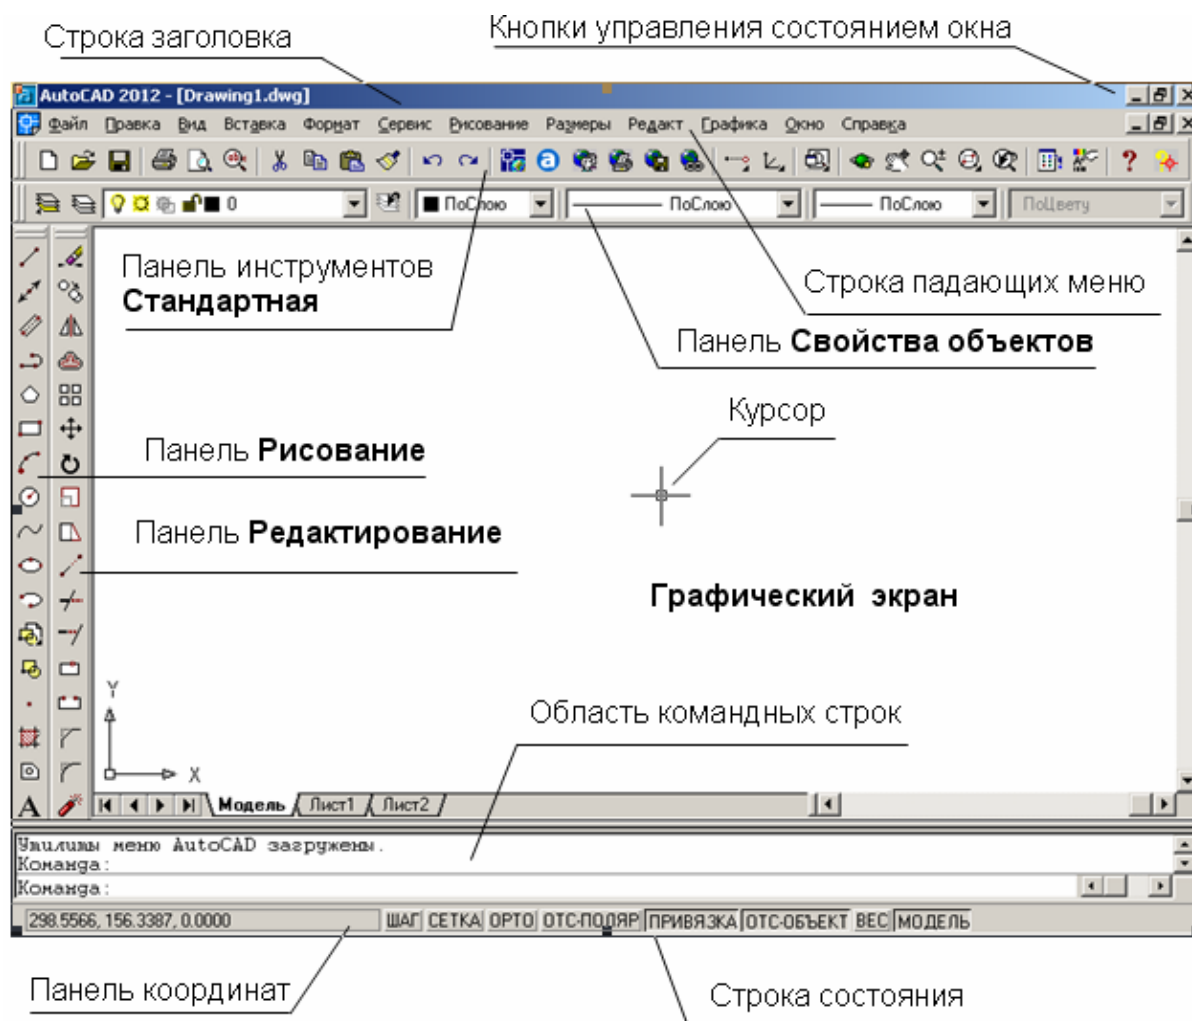 Строка заголовка
Кнопки управления состоянием окна
AutoCAD 2012 - [Drawing1.dwg]
Файл Правка Вид Вставка Формат Сервис Рисование Размеры Редакт Графика Окно Справка
0 ПоСлою ПоСлою ПоСлою ПоЦвету
Панель инструментов
Стандартная
Строка падающих меню
Панель Свойства объектов
Курсор
Панель Рисование
Панель Редактирование
Графический экран
Область командных строк
Y
X
Модель Лист1 Лист2
Утилиты меню AutoCAD загружены.
Команда:
Команда:
298.5566, 156.3387, 0.0000 ШАГ СЕТКА ОРТО ОТС-ПОЛЯР ПРИВЯЗКА ОТС-ОБЪЕКТ ВЕС МОДЕЛЬ
Панель координат
Строка состояния